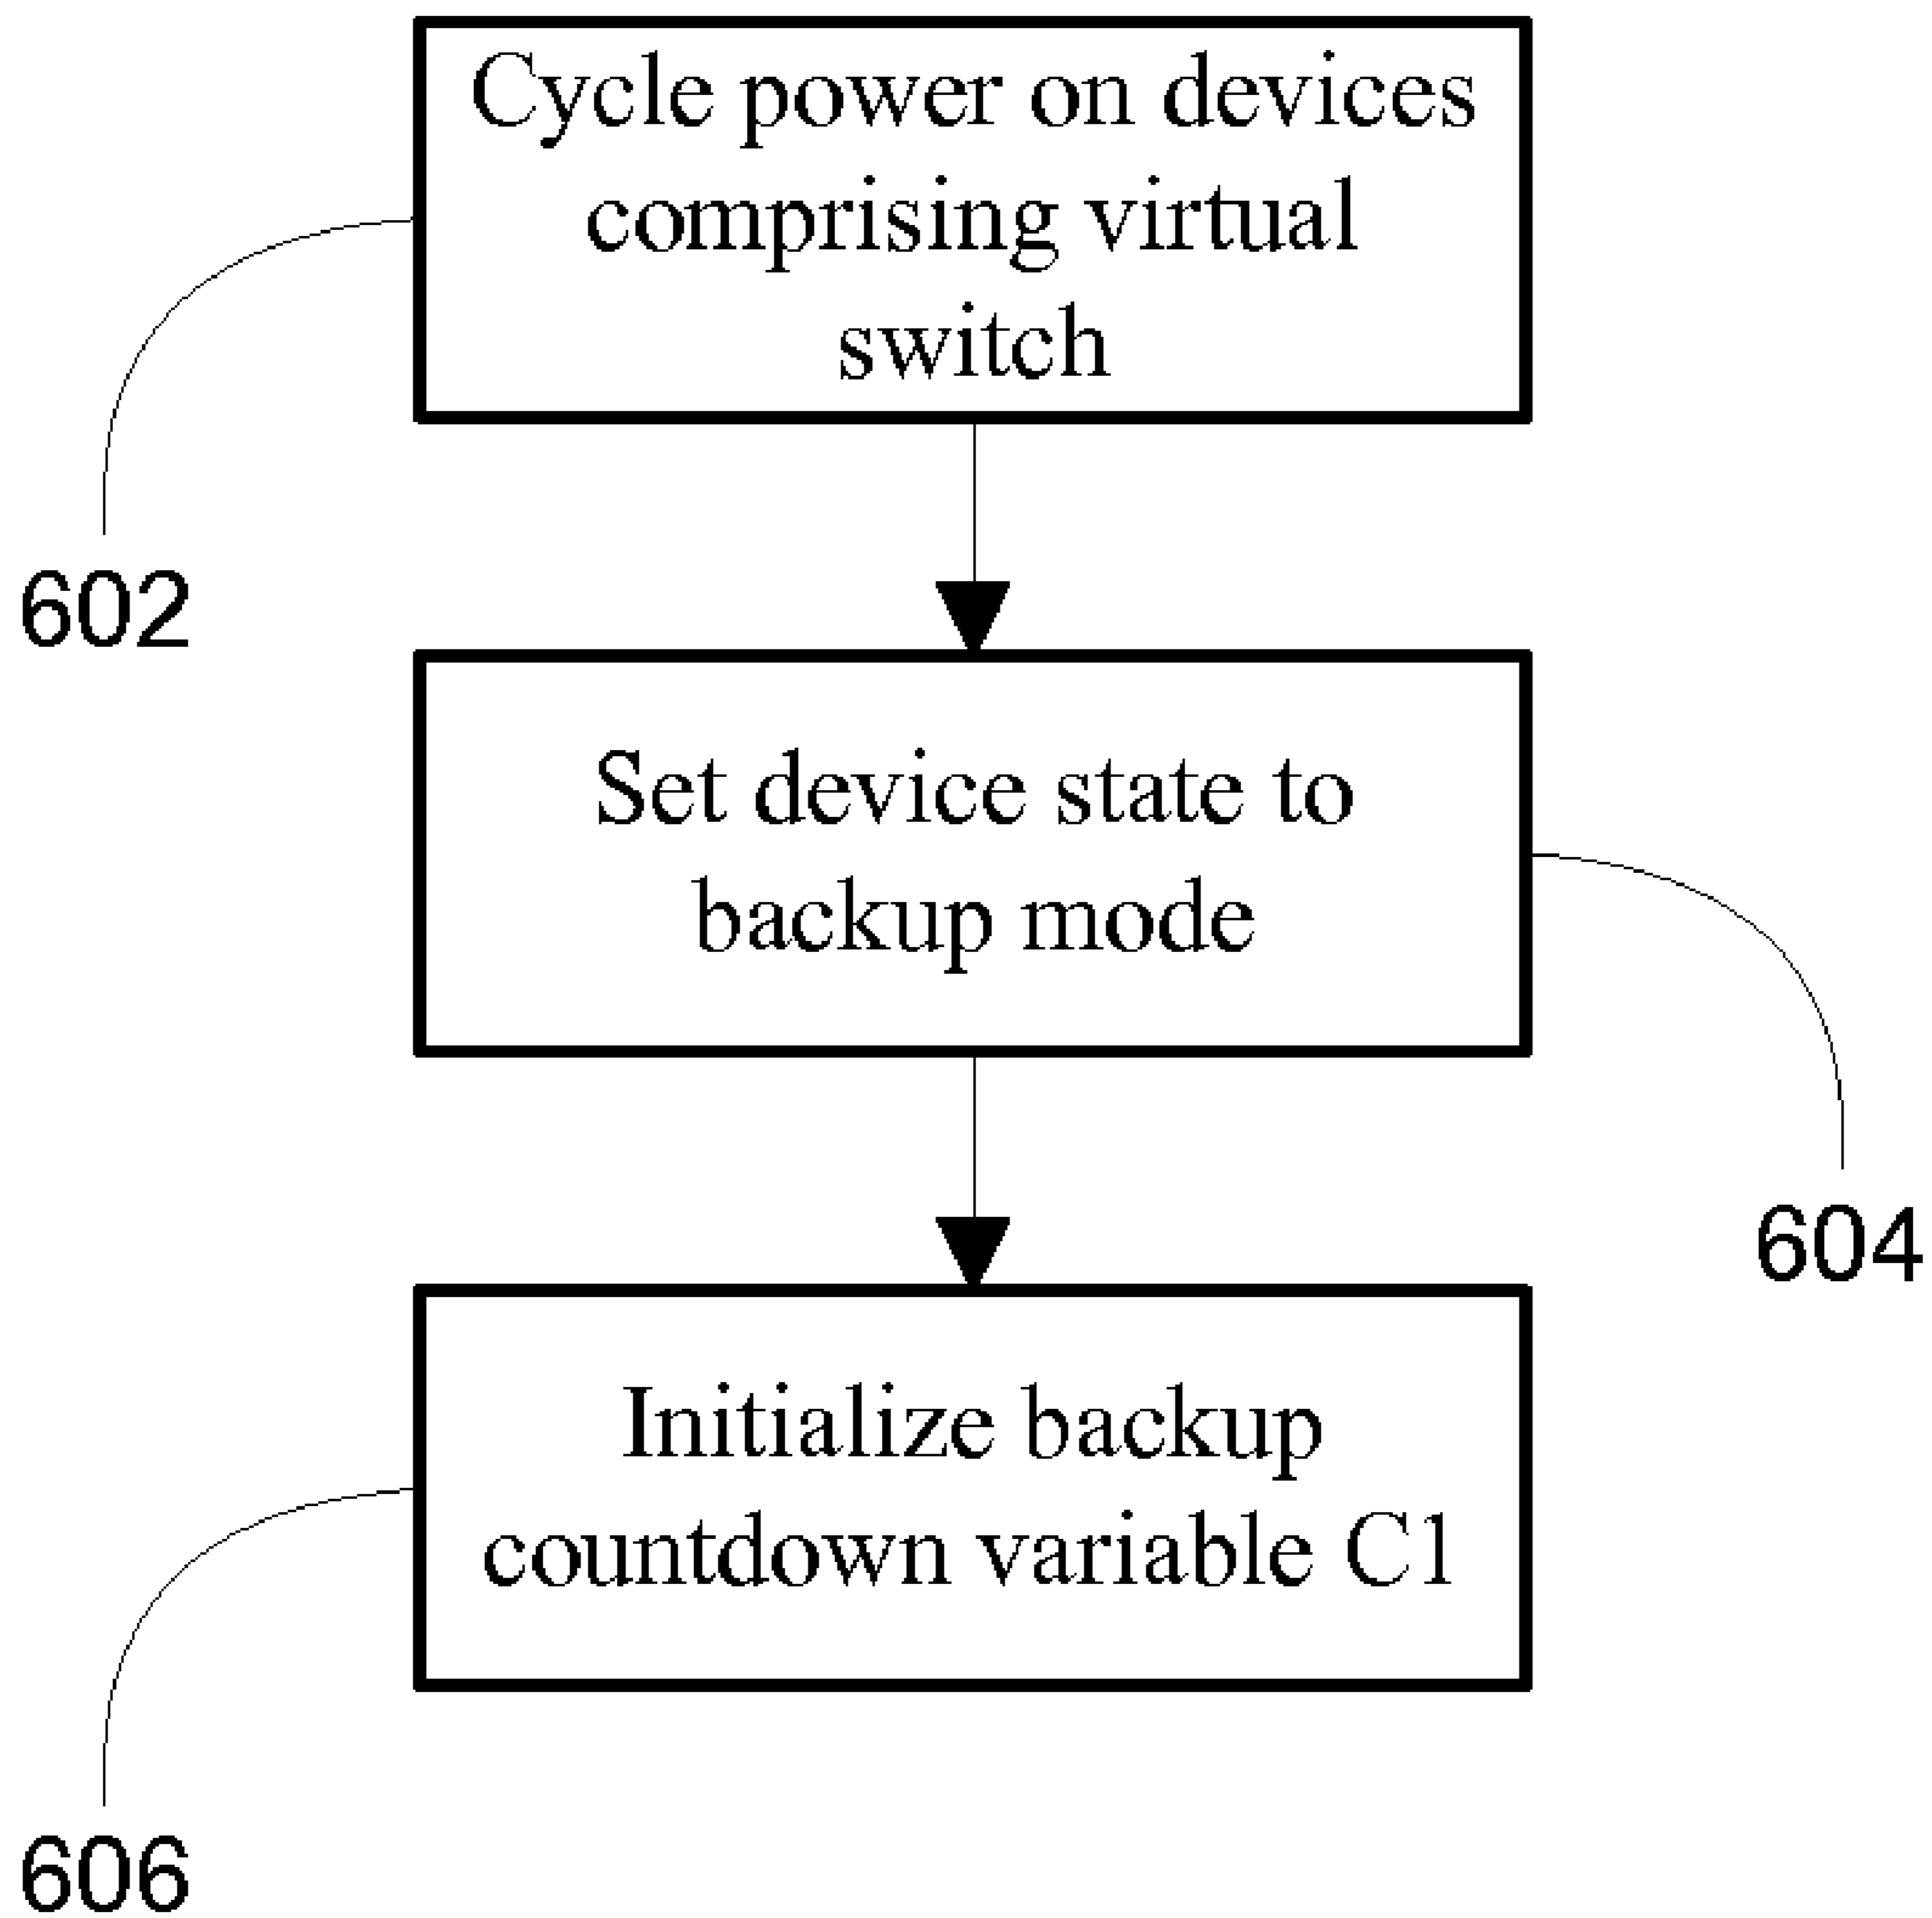 Cycle power on devices
comprising virtual
switch
602
Set device state to
backup mode
604
Initialize backup
countdown variable C1
606